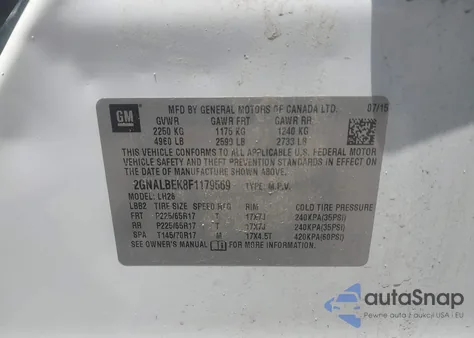 GM
MFD BY GENERAL MOTORS OF CANADA LTD. 07/15
GVWR GAWR FRT GAWR RR
2250 KG 1175 KG 1240 KG
4960 LB 2590 LB 2733 LB
THIS VEHICLE CONFORMS TO ALL APPLICABLE U.S. FEDERAL MOTOR
VEHICLE SAFETY AND THEFT PREVENTION STANDARDS IN EFFECT ON
THE DATE OF MANUFACTURE SHOWN ABOVE.
2GNALBEK8F1179569 TYPE: M.P.V.
MODEL: LH26
LBB2 TIRE SIZE SPEED RTG RIM COLD TIRE PRESSURE
FRT P225/65R17 T 17X7J 240KPA(35PSI)
RR P225/65R17 T 17X7J 240KPA(35PSI)
SPA T145/70R17 M 17X4.5T 420KPA(60PSI)
SEE OWNER'S MANUAL FOR MORE INFORMATION.
autoSnap
Pewne auta z aukcji USA i EU